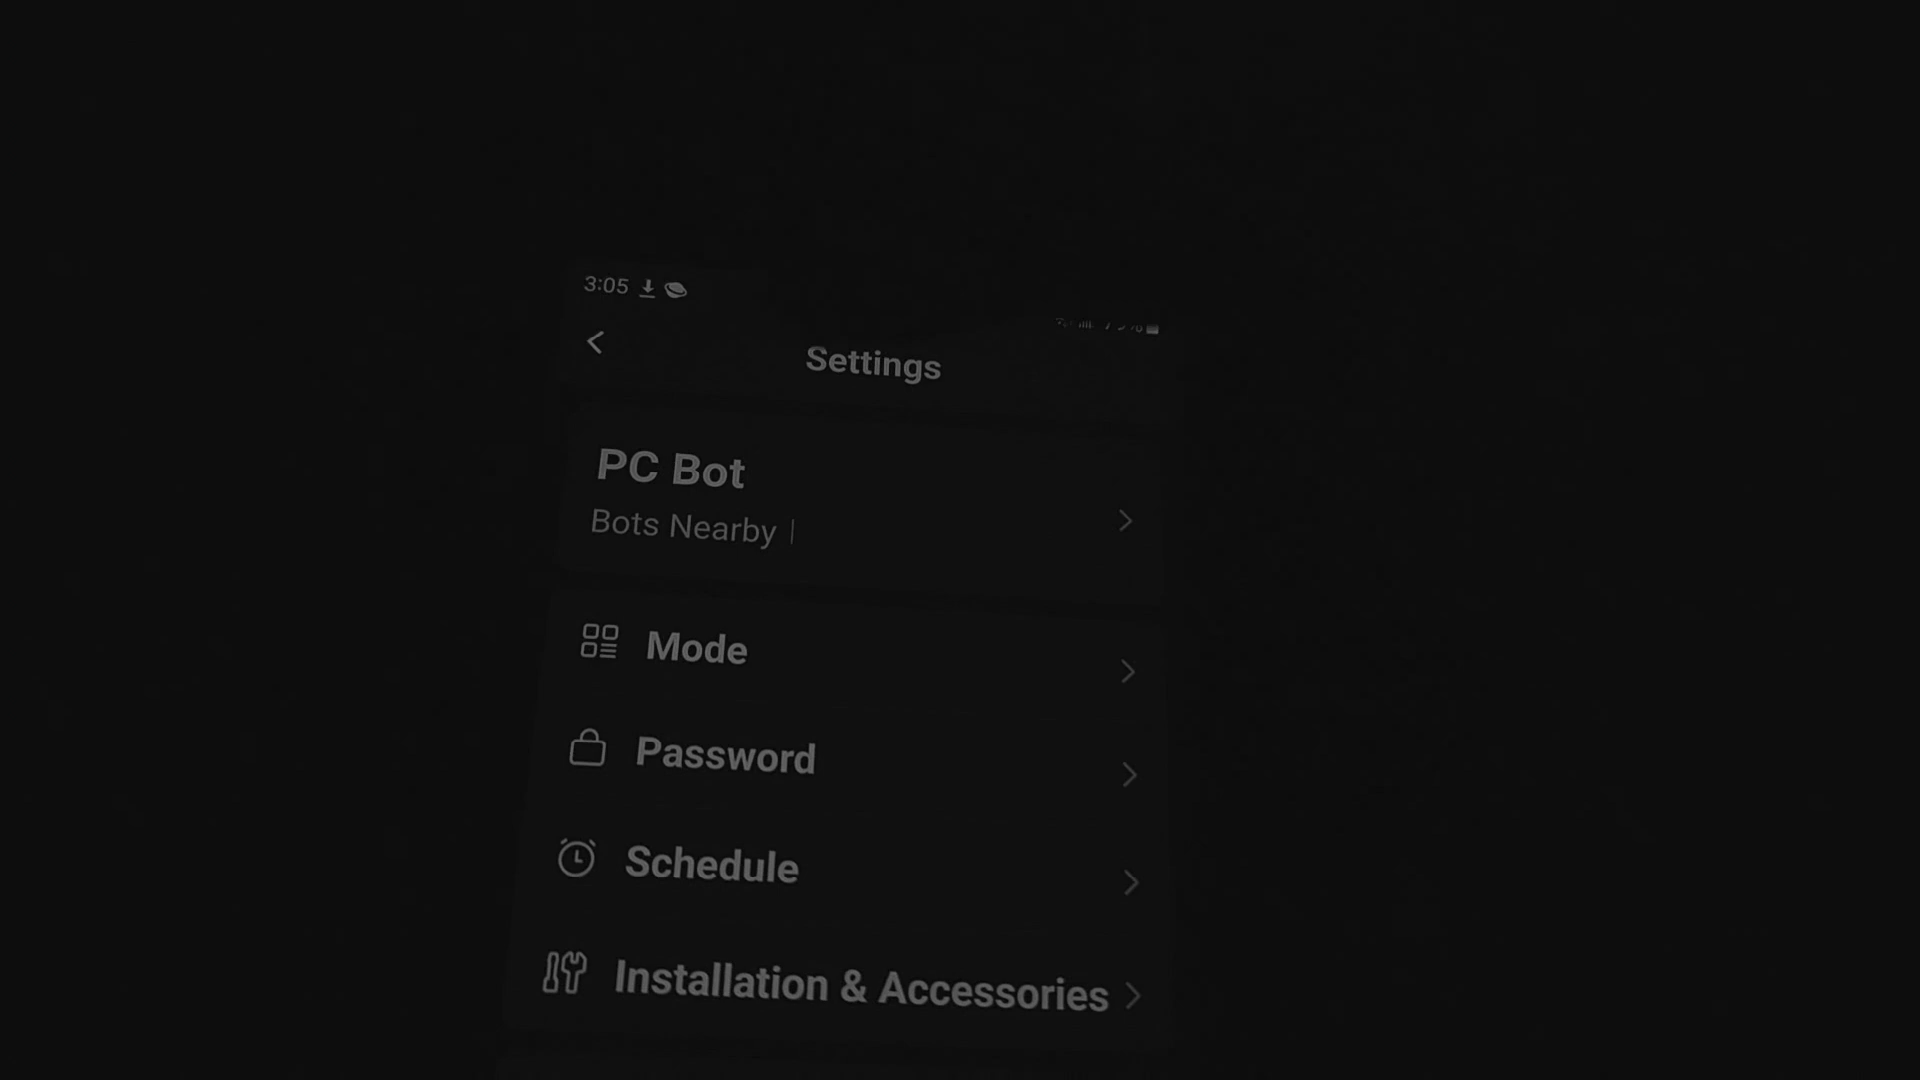 3:05
Settings
PC Bot
Bots Nearby |
Mode
Password
Schedule
Installation & Accessories